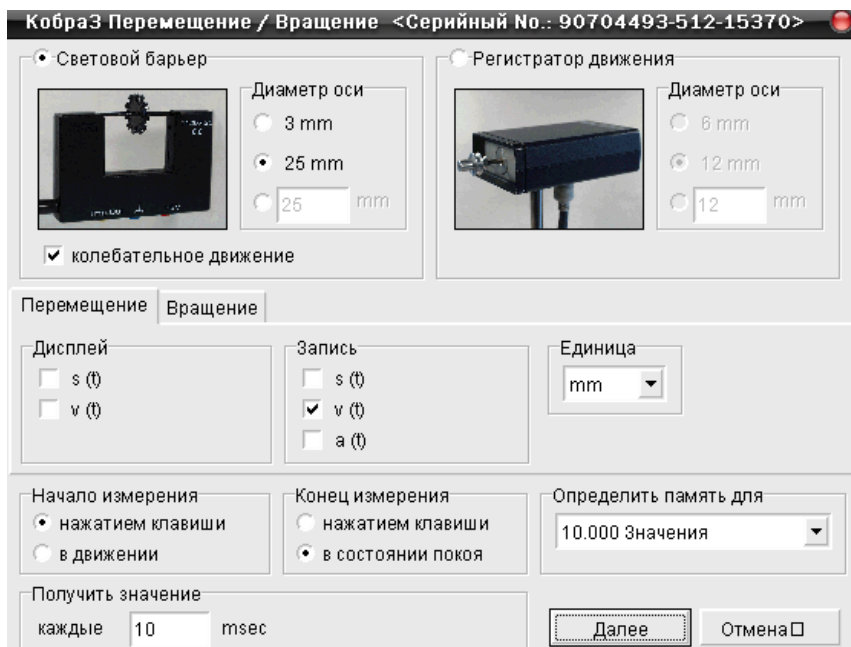 Кобра3 Перемещение / Вращение <Серийный No.: 90704493-512-15370>
Световой барьер
Регистратор движения
Диаметр оси
3 mm
25 mm
25 mm
колебательное движение
Диаметр оси
6 mm
12 mm
12 mm
Перемещение Вращение
Дисплей
s (t)
v (t)
Запись
s (t)
v (t)
a (t)
Единица
mm
Начало измерения
нажатием клавиши
в движении
Конец измерения
нажатием клавиши
в состоянии покоя
Определить память для
10.000 Значения
Получить значение
каждые 10 msec
Далее
Отмена